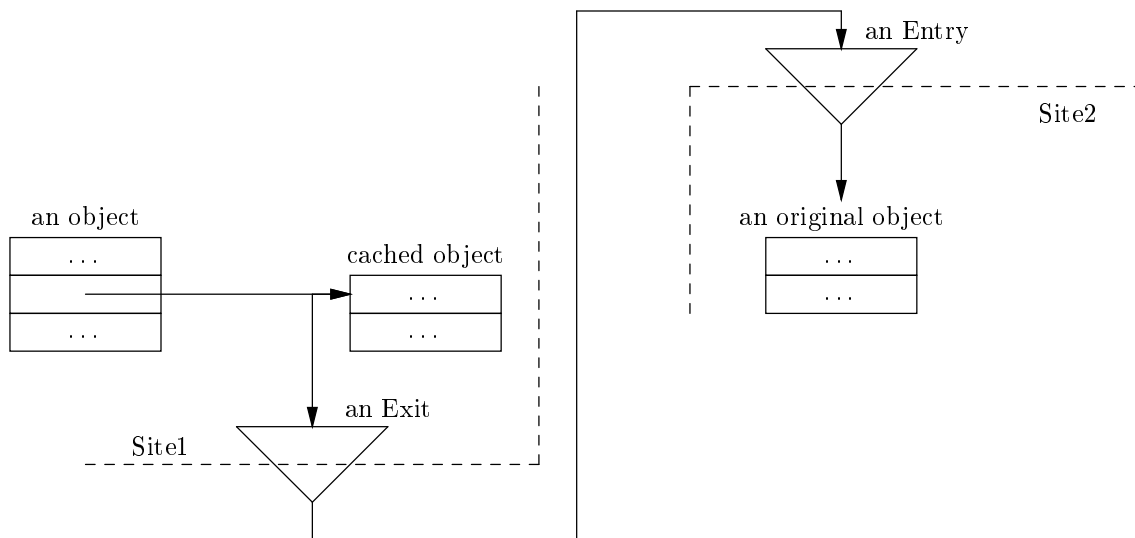 an Entry
Site2
an object
...
...
cached object
...
...
an original object
...
...
an Exit
Site1